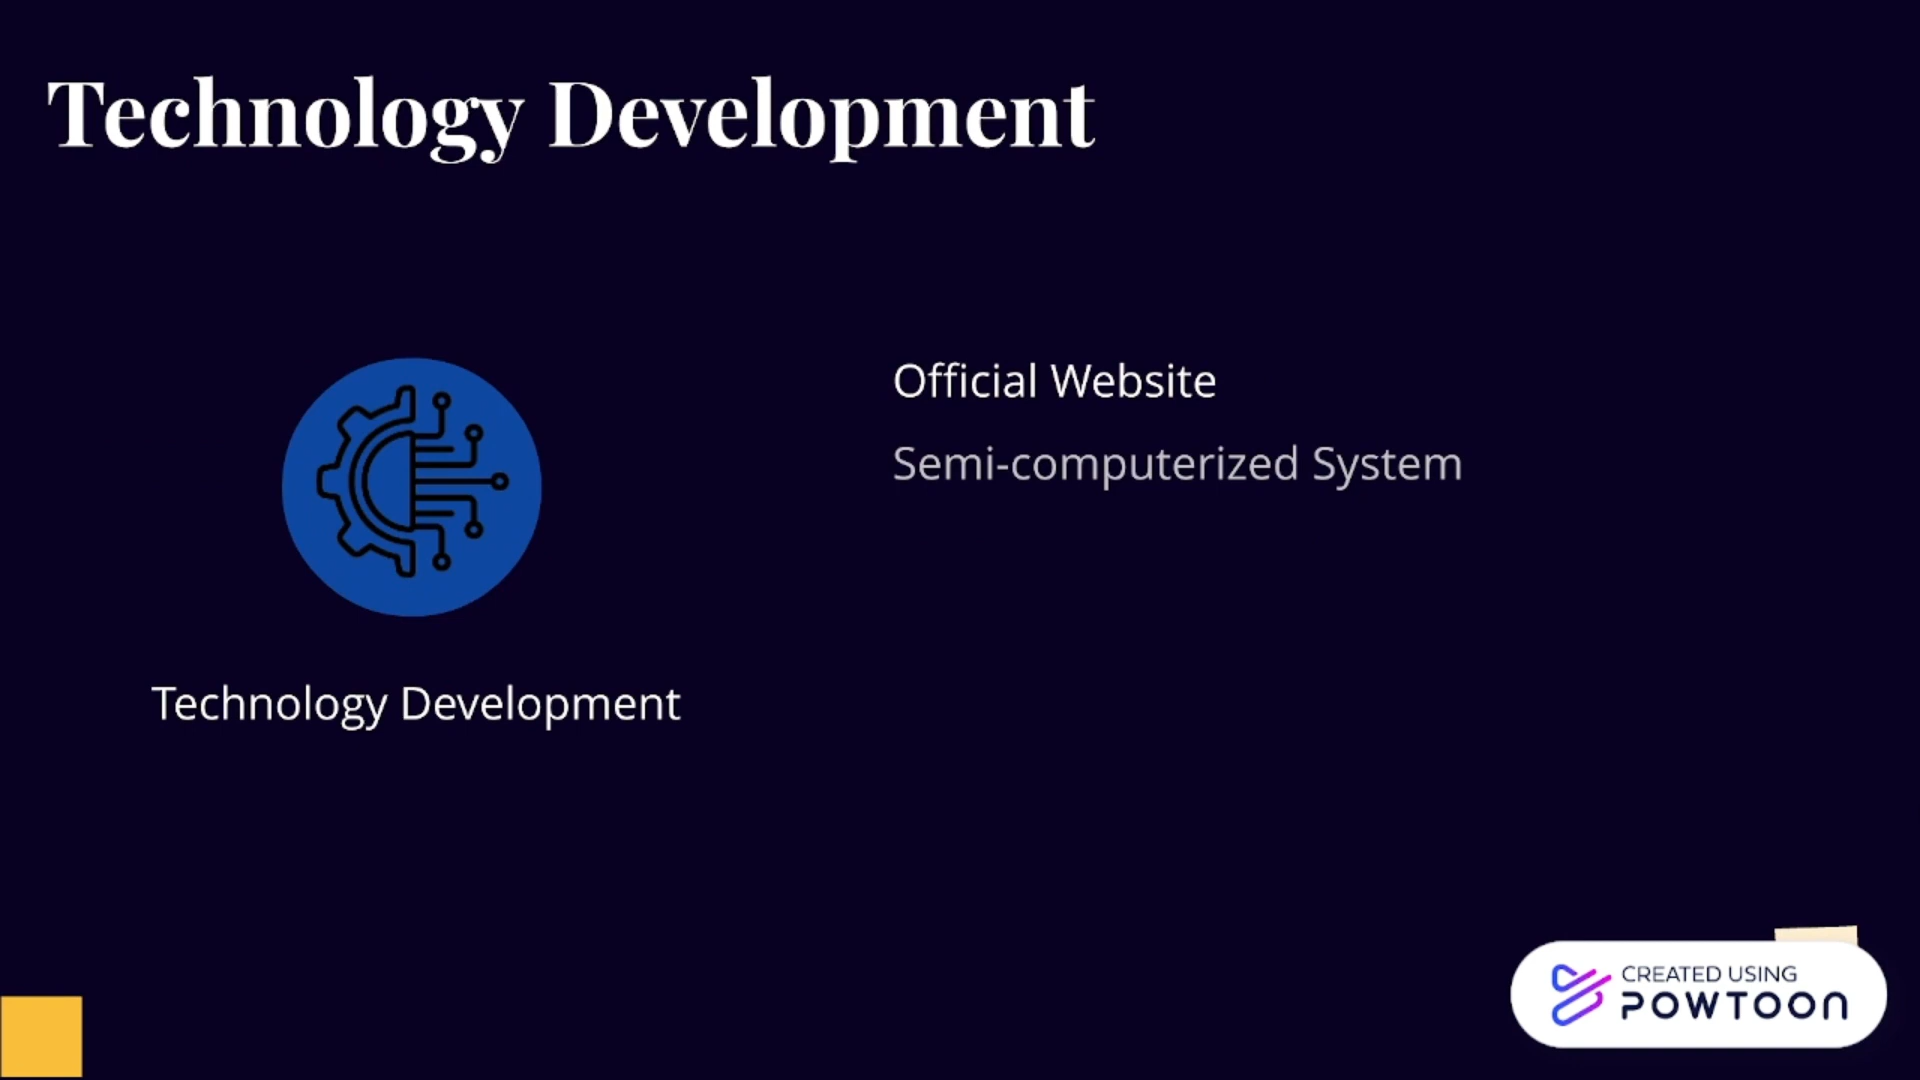 Technology Development
Official Website
Semi-computerized System
Technology Development
CREATED USING
POWTOON